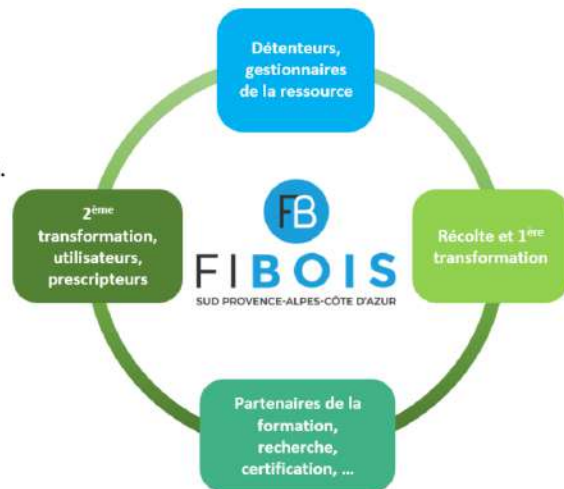 Détenteurs,
gestionnaires
de la ressource
.
2ème
transformation,
utilisateurs,
prescripteurs
FB
FIBOIS
SUD PROVENCE-ALPES-CÔTE D'AZUR
Récolte et 1ère
transformation
Partenaires de la
formation,
recherche,
certification, ...